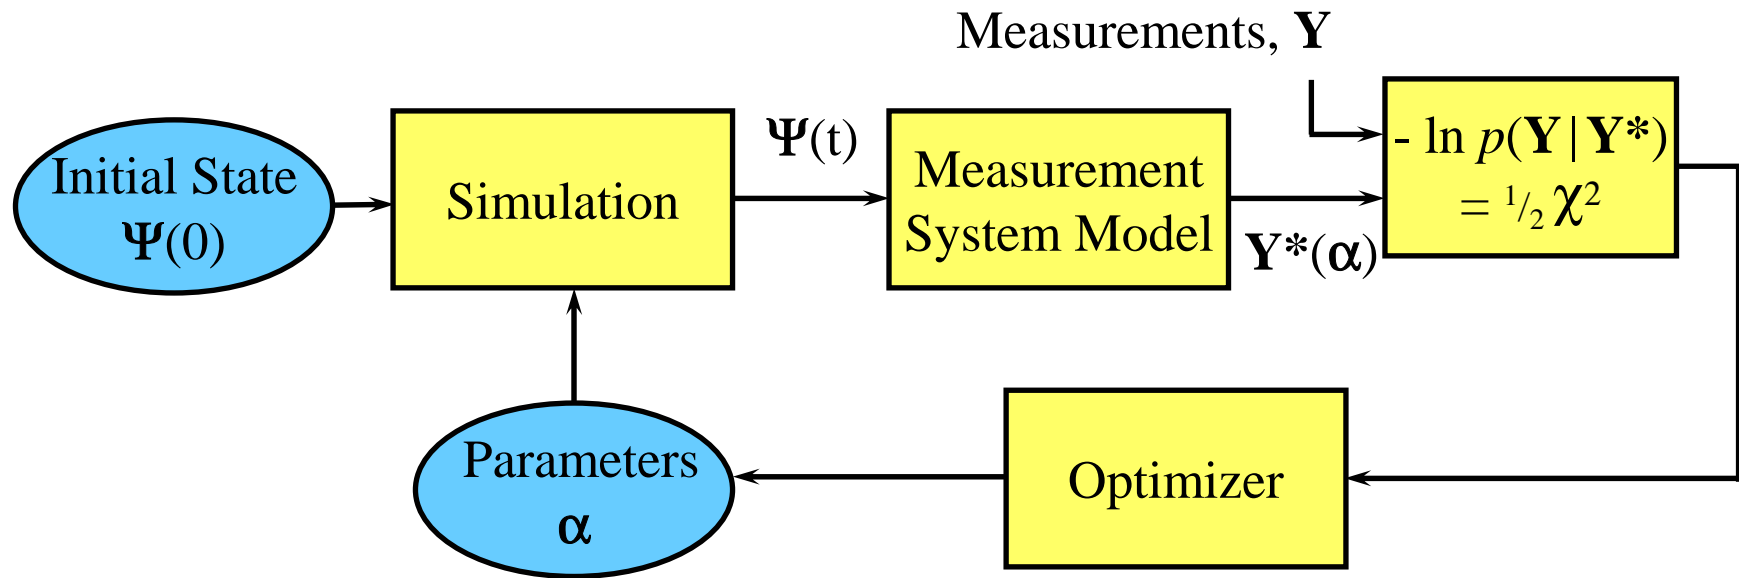 Measurements, Y
Initial State
Ψ(0)
Simulation
Ψ(t)
Measurement
System Model
Y*(α)
- ln p(Y | Y*)
= 1/2 χ²
Parameters
α
Optimizer